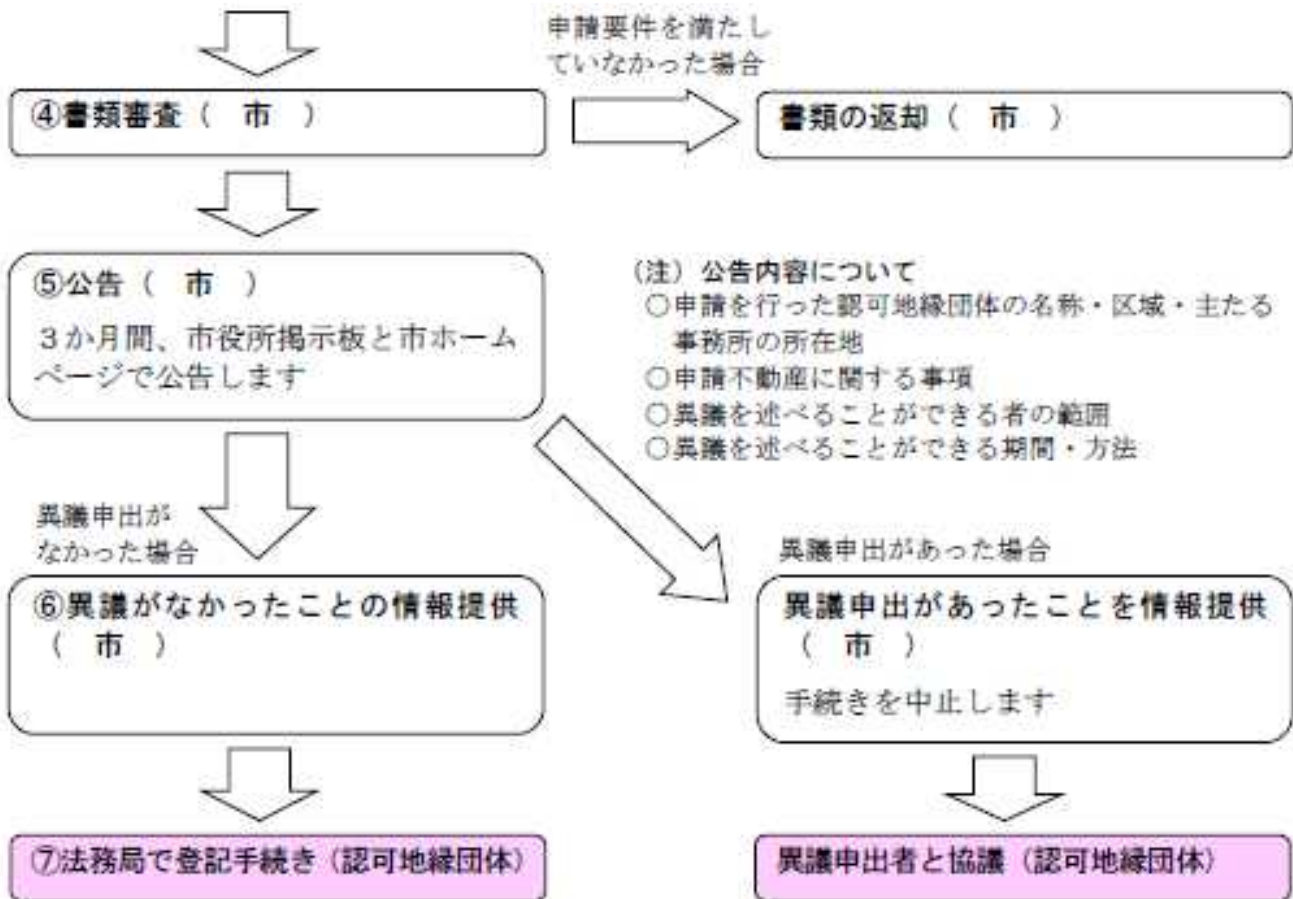 申請要件を満たし
ていなかった場合
④書類審査（　市　）
書類の返却（　市　）
⑤公告（　市　）
３か月間、市役所掲示板と市ホーム
ページで公告します
（注）公告内容について
○申請を行った認可地縁団体の名称・区域・主たる
事務所の所在地
○申請不動産に関する事項
○異議を述べることができる者の範囲
○異議を述べることができる期間・方法
異議申出が
なかった場合
異議申出があった場合
⑥異議がなかったことの情報提供
（　市　）
異議申出があったことを情報提供
（　市　）
手続きを中止します
⑦法務局で登記手続き（認可地縁団体）
異議申出者と協議（認可地縁団体）